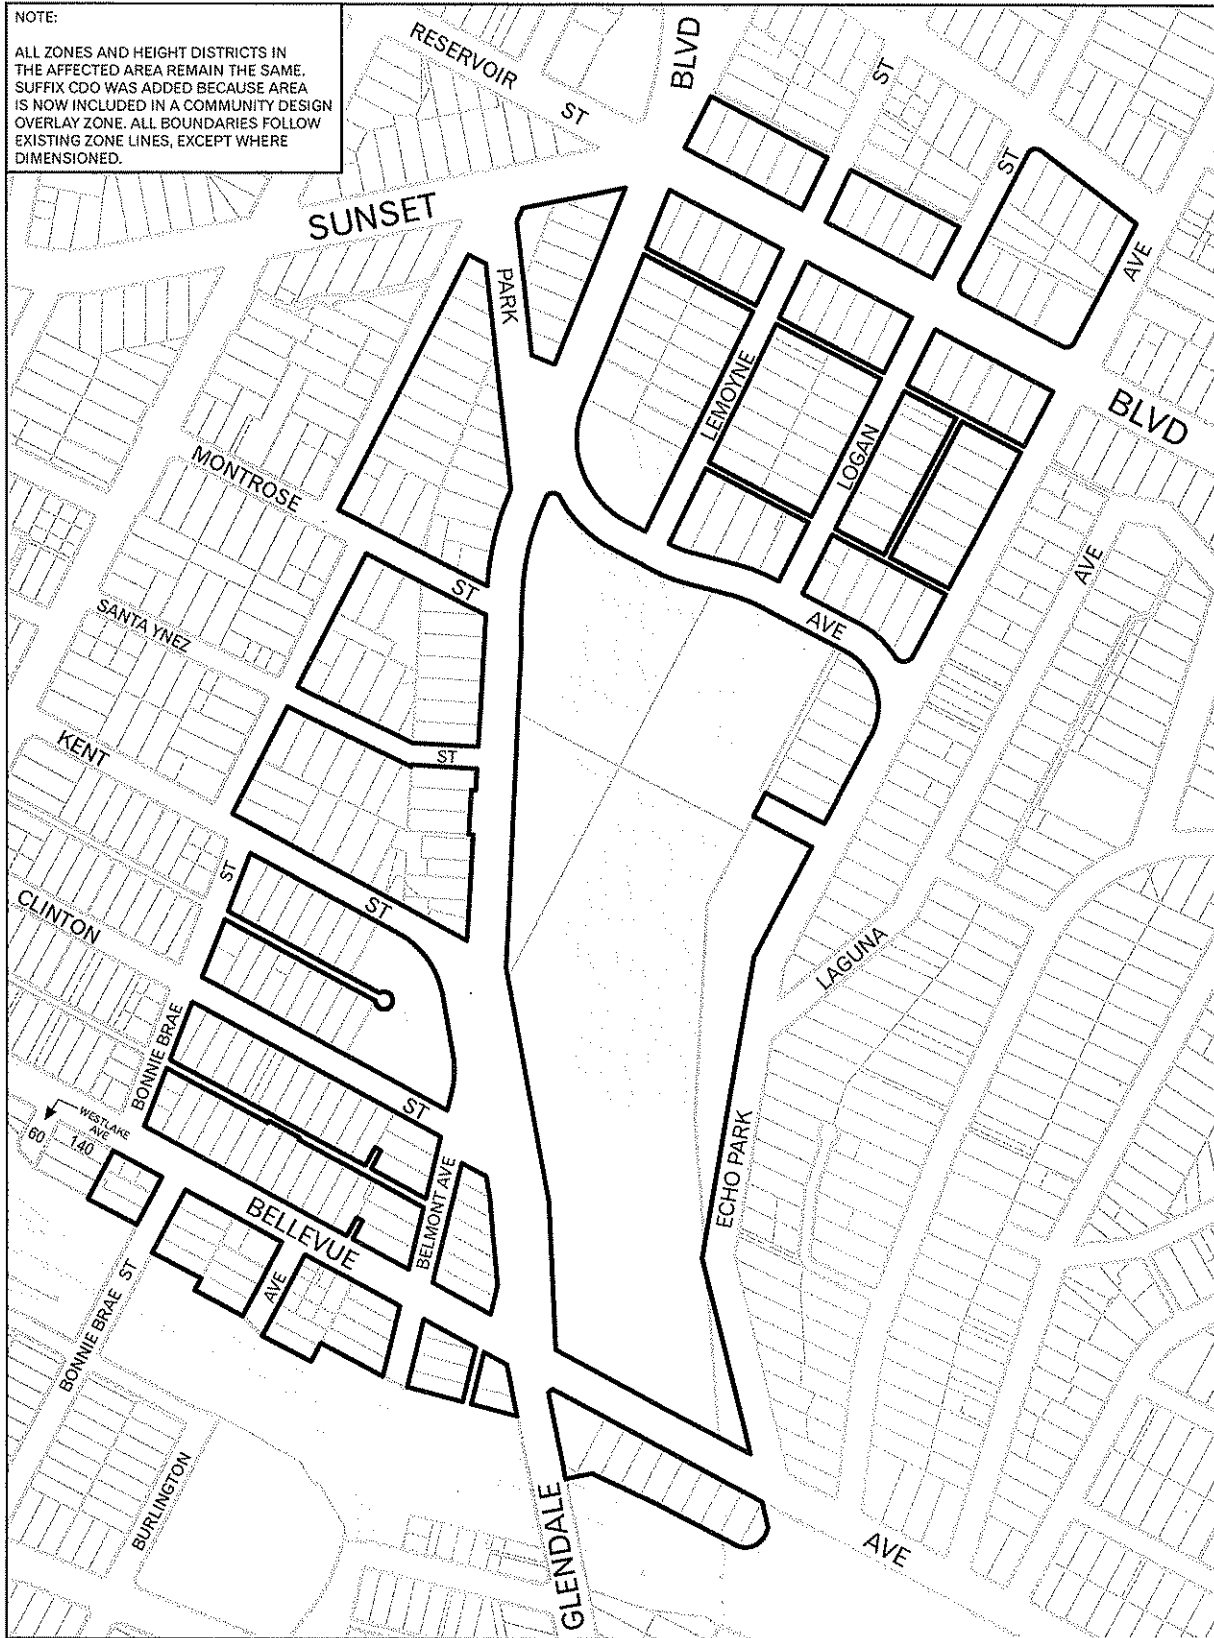 NOTE:
ALL ZONES AND HEIGHT DISTRICTS IN
THE AFFECTED AREA REMAIN THE SAME.
SUFFIX CDO WAS ADDED BECAUSE AREA
IS NOW INCLUDED IN A COMMUNITY DESIGN
OVERLAY ZONE. ALL BOUNDARIES FOLLOW
EXISTING ZONE LINES, EXCEPT WHERE
DIMENSIONED.
RESERVOIR
ST
BLVD
ST
ST
SUNSET
PARK
AVE
LEMOYNE
BLVD
LOGAN
MONTROSE
ST
AVE
SANTA YNEZ
AVE
KENT
ST
ST
CLINTON
ST
LAGUNA
BONNIE BRAE
WESTLAKE
AVE
60
140
ST
ECHO PARK
BELMONT AVE
BELLEVUE
AVE
BONNIE BRAE ST
BURLINGTON
GLENDALE
AVE